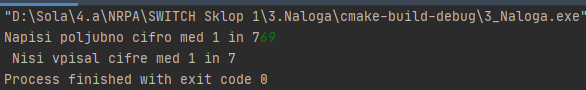 "D:\Sola\4.a\NRPA\SWITCH Sklop 1\3.Naloga\cmake-build-debug\3_Naloga.exe"
Napisi poljubno cifro med 1 in 769
Nisi vpisal cifre med 1 in 7
Process finished with exit code 0